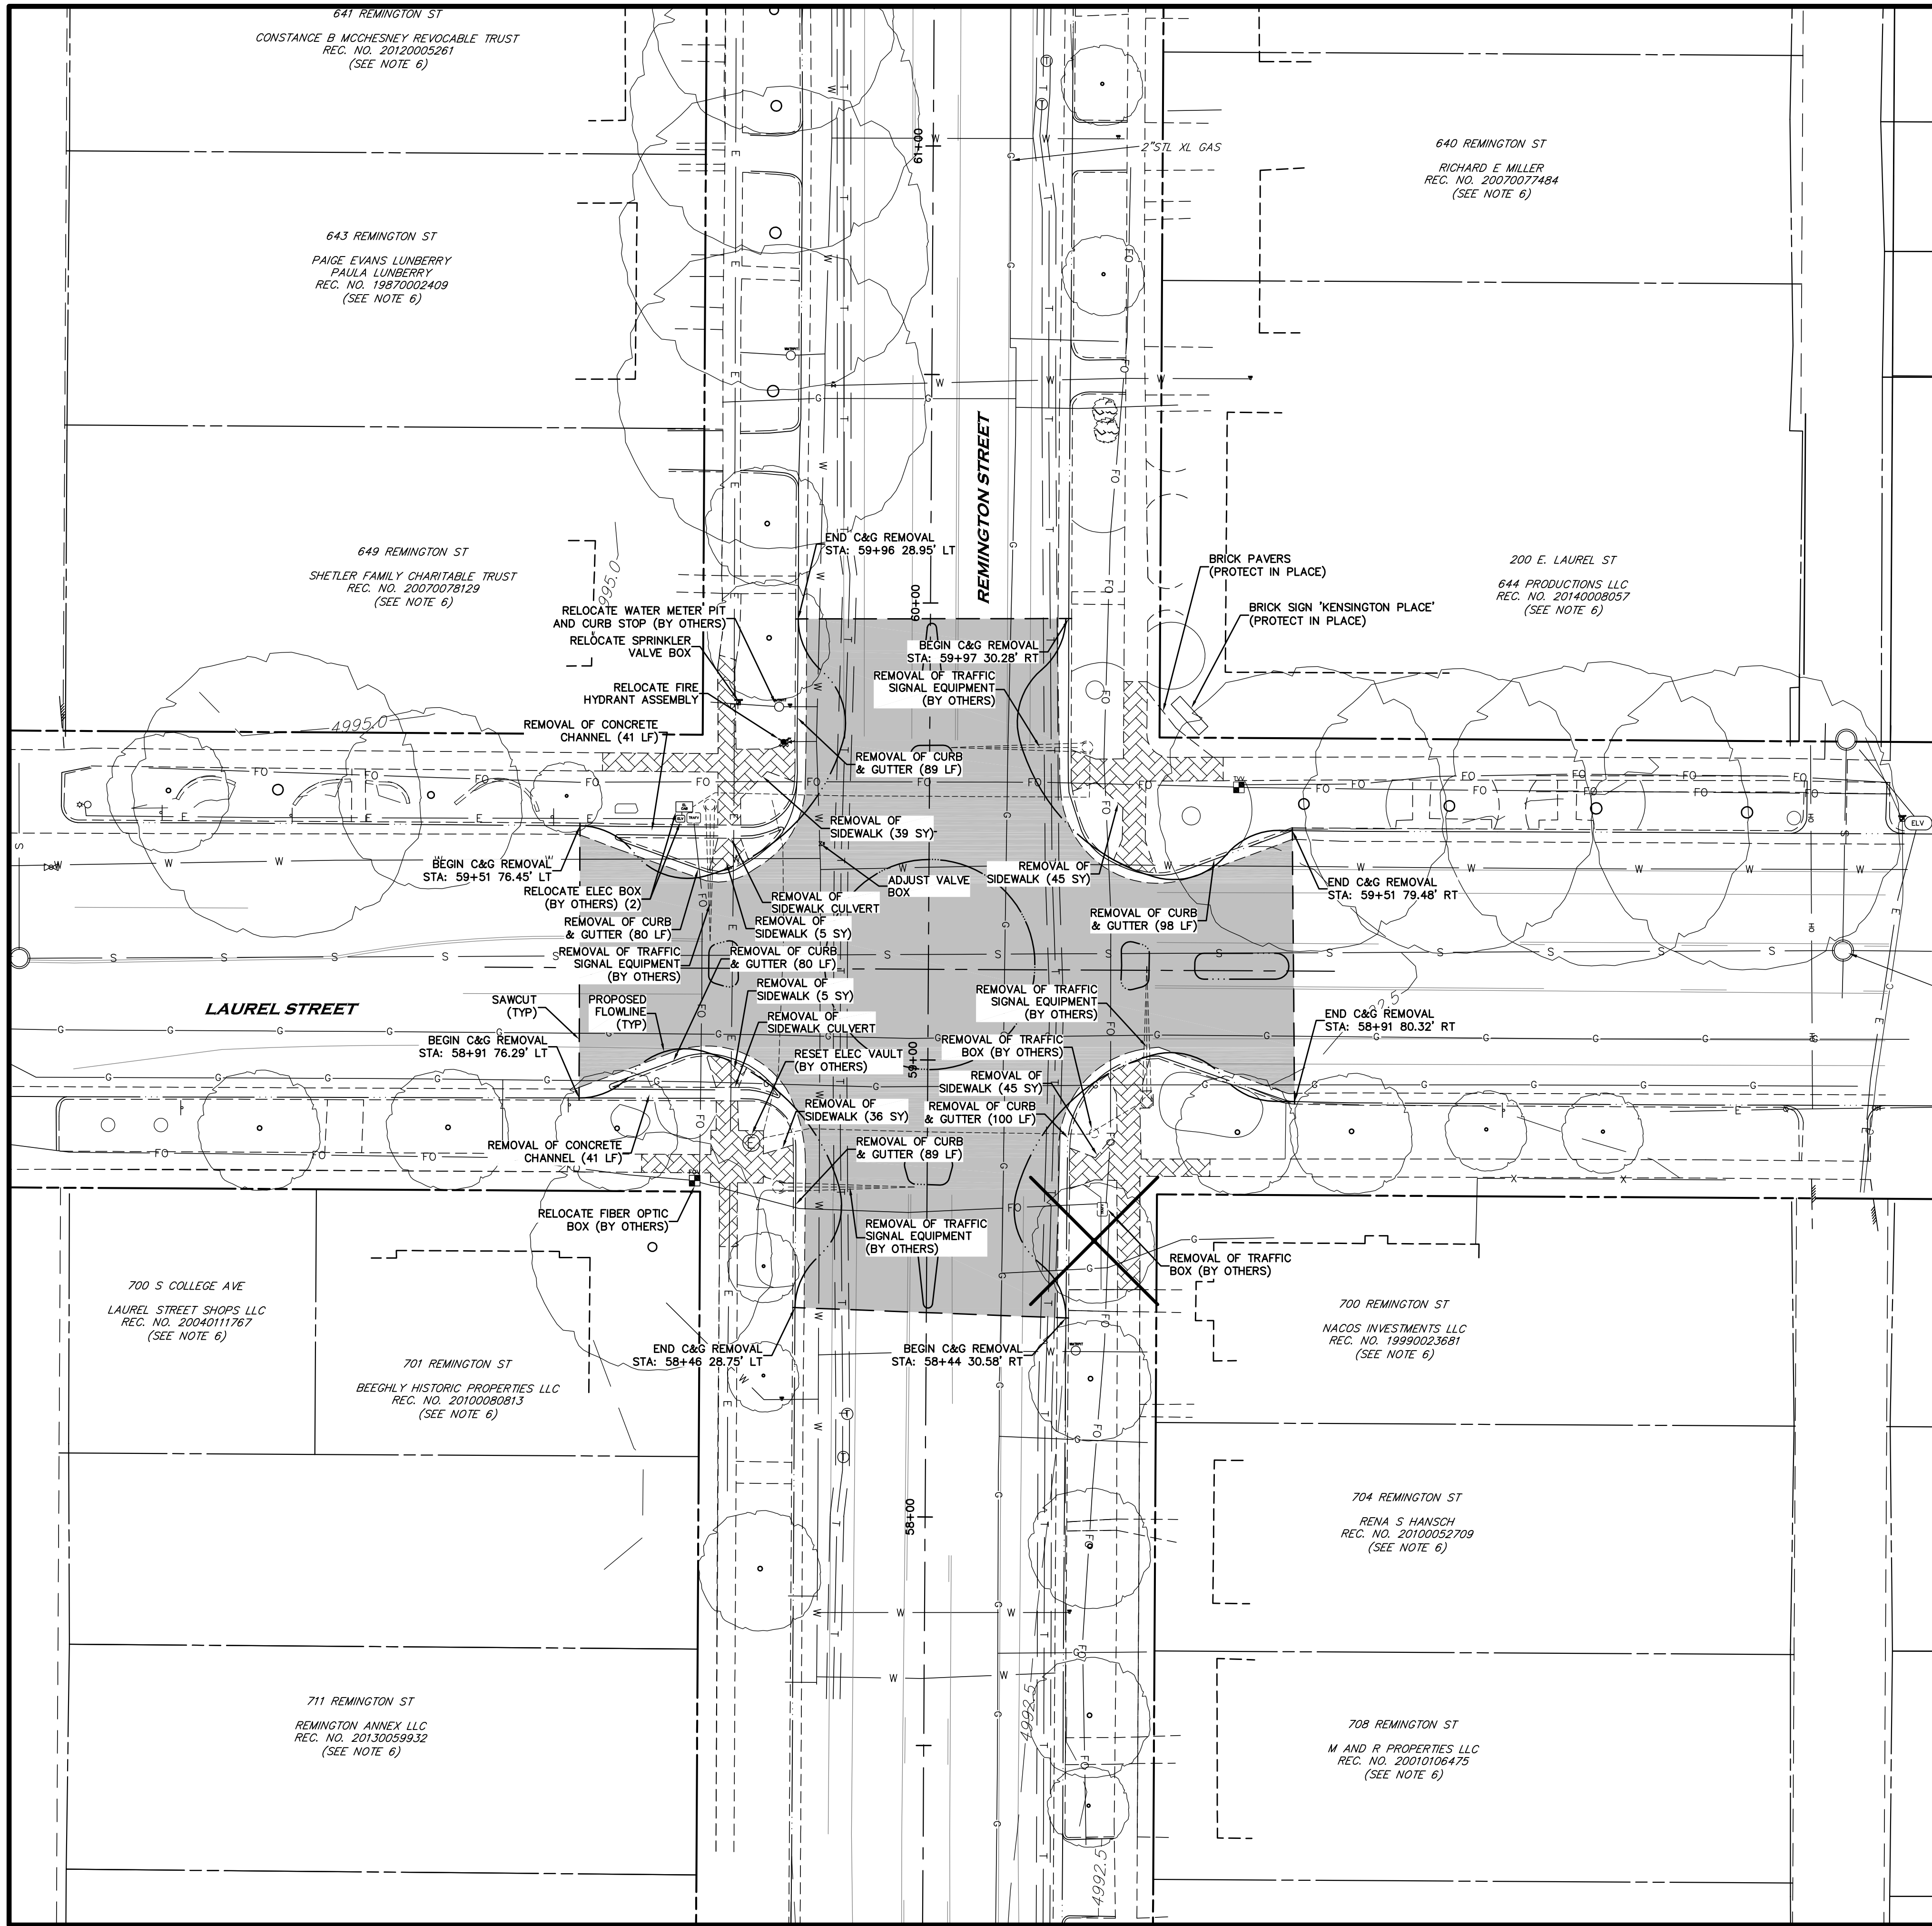 641 REMINGTON ST
CONSTANCE B MCCHESNEY REVOCABLE TRUST
REC. NO. 20120005261
(SEE NOTE 6)
643 REMINGTON ST
PAIGE EVANS LUNBERRY
PAULA LUNBERRY
REC. NO. 19870002409
(SEE NOTE 6)
649 REMINGTON ST
SHETLER FAMILY CHARITABLE TRUST
REC. NO. 20070078129
(SEE NOTE 6)
640 REMINGTON ST
RICHARD E MILLER
REC. NO. 20070077484
(SEE NOTE 6)
2"STL XL GAS
61+00
REMINGTON STREET
60+00
200 E. LAUREL ST
644 PRODUCTIONS LLC
REC. NO. 20140008057
(SEE NOTE 6)
BRICK PAVERS
(PROTECT IN PLACE)
BRICK SIGN 'KENSINGTON PLACE'
(PROTECT IN PLACE)
END C&G REMOVAL
STA: 59+96 28.95' LT
995.0
RELOCATE WATER METER PIT
AND CURB STOP (BY OTHERS)
RELOCATE SPRINKLER
VALVE BOX
RELOCATE FIRE
HYDRANT ASSEMBLY
BEGIN C&G REMOVAL
STA: 59+97 30.28' RT
REMOVAL OF TRAFFIC
SIGNAL EQUIPMENT
(BY OTHERS)
4995.0
REMOVAL OF CONCRETE
CHANNEL (41 LF)
REMOVAL OF CURB
& GUTTER (89 LF)
REMOVAL OF
SIDEWALK (39 SY)
ELV
BEGIN C&G REMOVAL
STA: 59+51 76.45' LT
RELOCATE ELEC BOX
(BY OTHERS) (2)
REMOVAL OF
SIDEWALK (45 SY)
ADJUST VALVE
BOX
END C&G REMOVAL
STA: 59+51 79.48' RT
REMOVAL OF
SIDEWALK CULVERT
REMOVAL OF CURB
& GUTTER (80 LF)
REMOVAL OF
SIDEWALK (5 SY)
REMOVAL OF CURB
& GUTTER (98 LF)
REMOVAL OF TRAFFIC
SIGNAL EQUIPMENT
(BY OTHERS)
REMOVAL OF CURB
& GUTTER (80 LF)
LAUREL STREET
SAWCUT
(TYP)
PROPOSED
FLOWLINE
(TYP)
REMOVAL OF
SIDEWALK (5 SY)
REMOVAL OF
SIDEWALK CULVERT
REMOVAL OF TRAFFIC
SIGNAL EQUIPMENT
(BY OTHERS)
92.5
END C&G REMOVAL
STA: 58+91 80.32' RT
BEGIN C&G REMOVAL
STA: 58+91 76.29' LT
RESET ELEC VAULT
(BY OTHERS)
59+00
REMOVAL OF TRAFFIC
BOX (BY OTHERS)
REMOVAL OF
SIDEWALK (45 SY)
REMOVAL OF
SIDEWALK (36 SY)
REMOVAL OF CURB
& GUTTER (100 LF)
REMOVAL OF CONCRETE
CHANNEL (41 LF)
REMOVAL OF CURB
& GUTTER (89 LF)
RELOCATE FIBER OPTIC
BOX (BY OTHERS)
REMOVAL OF TRAFFIC
SIGNAL EQUIPMENT
(BY OTHERS)
REMOVAL OF TRAFFIC
BOX (BY OTHERS)
700 S COLLEGE AVE
LAUREL STREET SHOPS LLC
REC. NO. 20040111767
(SEE NOTE 6)
701 REMINGTON ST
BEEGHLY HISTORIC PROPERTIES LLC
REC. NO. 20100080813
(SEE NOTE 6)
END C&G REMOVAL
STA: 58+46 28.75' LT
BEGIN C&G REMOVAL
STA: 58+44 30.58' RT
700 REMINGTON ST
NACOS INVESTMENTS LLC
REC. NO. 19990023681
(SEE NOTE 6)
58+00
704 REMINGTON ST
RENA S HANSCH
REC. NO. 20100052709
(SEE NOTE 6)
711 REMINGTON ST
REMINGTON ANNEX LLC
REC. NO. 20130059932
(SEE NOTE 6)
4992.5
708 REMINGTON ST
M AND R PROPERTIES LLC
REC. NO. 20010106475
(SEE NOTE 6)
4992.5